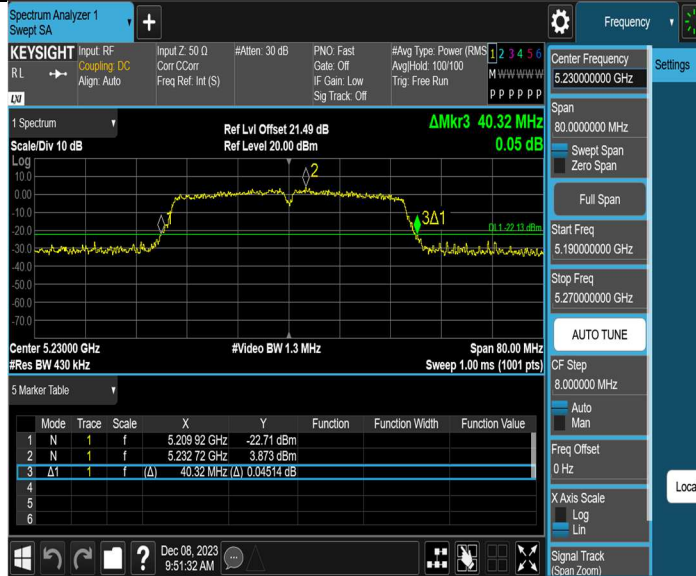 Spectrum Analyzer 1
Swept SA
+
Frequency
KEYSIGHT
RL
LXI
Input: RF
Coupling: DC
Align: Auto
Input Z: 50 Ω
Corr CCorr
Freq Ref: Int (S)
#Atten: 30 dB
PNO: Fast
Gate: Off
IF Gain: Low
Sig Track: Off
#Avg Type: Power (RMS
Avg|Hold: 100/100
Trig: Free Run
1 2 3 4 5 6
M W W W W W
P P P P P P
1 Spectrum
Scale/Div 10 dB
Ref Lvl Offset 21.49 dB
Ref Level 20.00 dBm
ΔMkr3 40.32 MHz
0.05 dB
Log
10.0
0.00
-10.0
-20.0
-30.0
-40.0
-50.0
-60.0
-70.0
1
2
3Δ1
DL1 -22.13 dBm
Center 5.23000 GHz
#Res BW 430 kHz
#Video BW 1.3 MHz
Span 80.00 MHz
Sweep 1.00 ms (1001 pts)
5 Marker Table
Mode Trace Scale X Y Function Function Width Function Value
1 N 1 f 5.209 92 GHz -22.71 dBm
2 N 1 f 5.232 72 GHz 3.873 dBm
3 Δ1 1 f (Δ) 40.32 MHz (Δ) 0.04514 dB
4
5
6
?
Dec 08, 2023
9:51:32 AM
Center Frequency
5.230000000 GHz
Span
80.0000000 MHz
Swept Span
Zero Span
Full Span
Start Freq
5.190000000 GHz
Stop Freq
5.270000000 GHz
AUTO TUNE
CF Step
8.000000 MHz
Auto
Man
Freq Offset
0 Hz
X Axis Scale
Log
Lin
Signal Track
(Span Zoom)
Settings
Loca